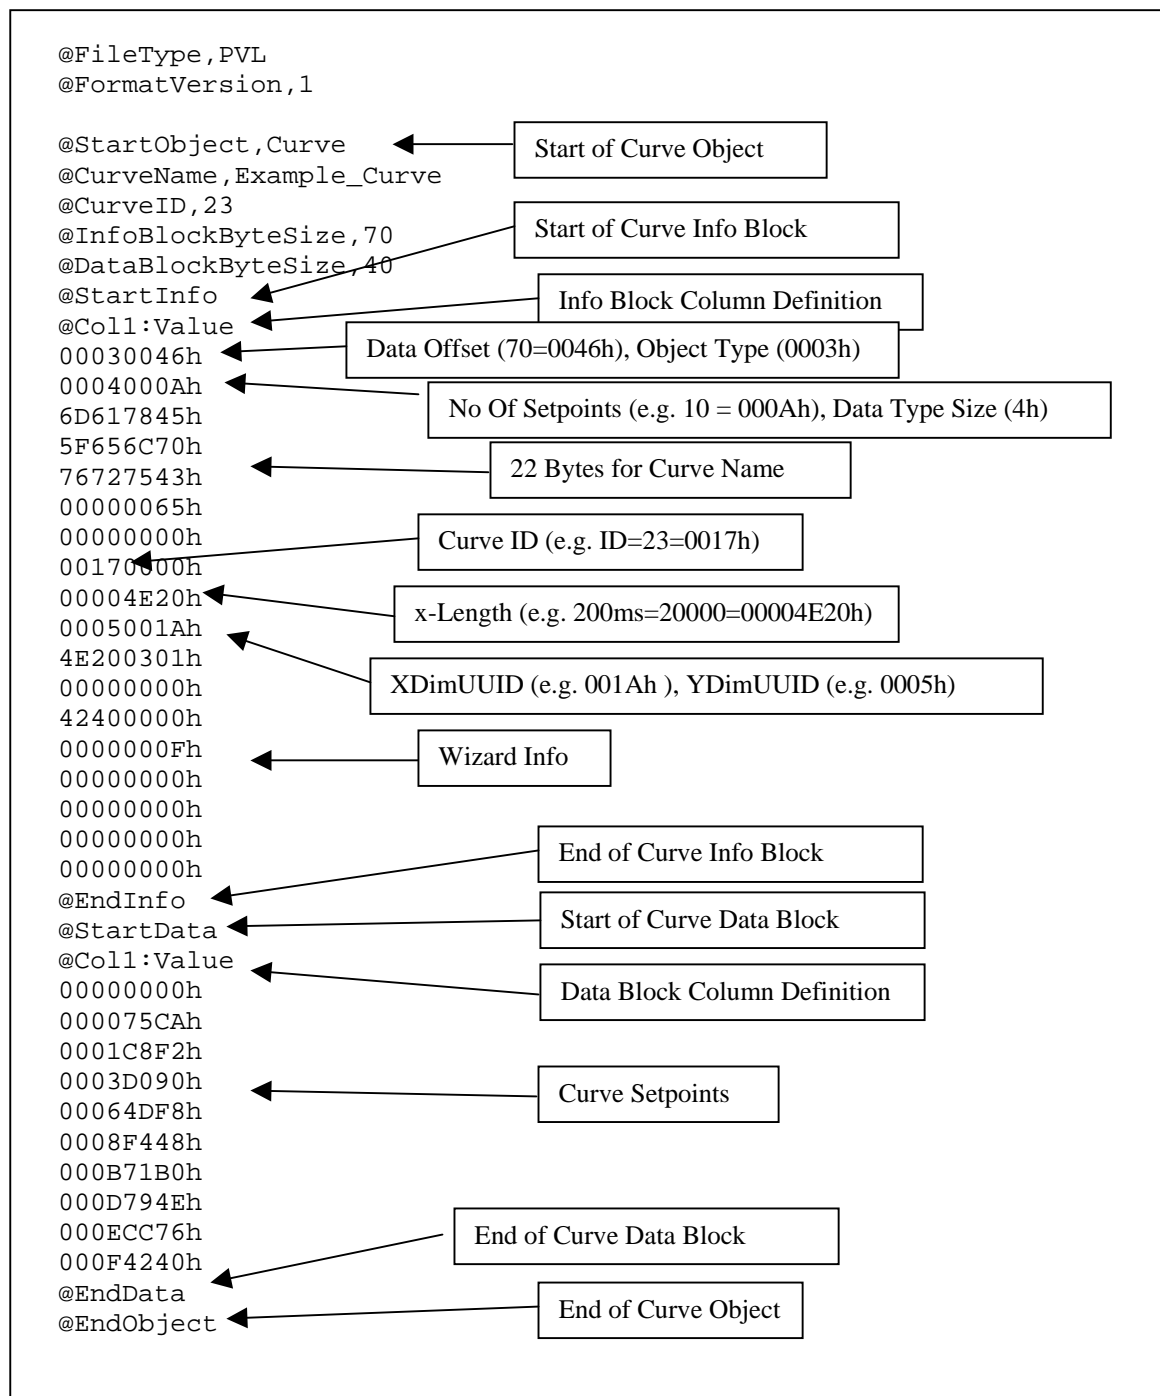 @FileType,PVL
@FormatVersion,1
@StartObject,Curve
Start of Curve Object
@CurveName,Example_Curve
@CurveID,23
@InfoBlockByteSize,70
Start of Curve Info Block
@DataBlockByteSize,40
@StartInfo
Info Block Column Definition
@Col1:Value
00030046h
Data Offset (70=0046h), Object Type (0003h)
0004000Ah
No Of Setpoints (e.g. 10 = 000Ah), Data Type Size (4h)
6D617845h
5F656C70h
76727543h
22 Bytes for Curve Name
00000065h
00000000h
Curve ID (e.g. ID=23=0017h)
00170000h
00004E20h
x-Length (e.g. 200ms=20000=00004E20h)
0005001Ah
4E200301h
XDimUUID (e.g. 001Ah ), YDimUUID (e.g. 0005h)
00000000h
42400000h
0000000Fh
Wizard Info
00000000h
00000000h
00000000h
00000000h
End of Curve Info Block
@EndInfo
@StartData
Start of Curve Data Block
@Col1:Value
00000000h
Data Block Column Definition
000075CAh
0001C8F2h
0003D090h
Curve Setpoints
00064DF8h
0008F448h
000B71B0h
000D794Eh
000ECC76h
End of Curve Data Block
000F4240h
@EndData
@EndObject
End of Curve Object